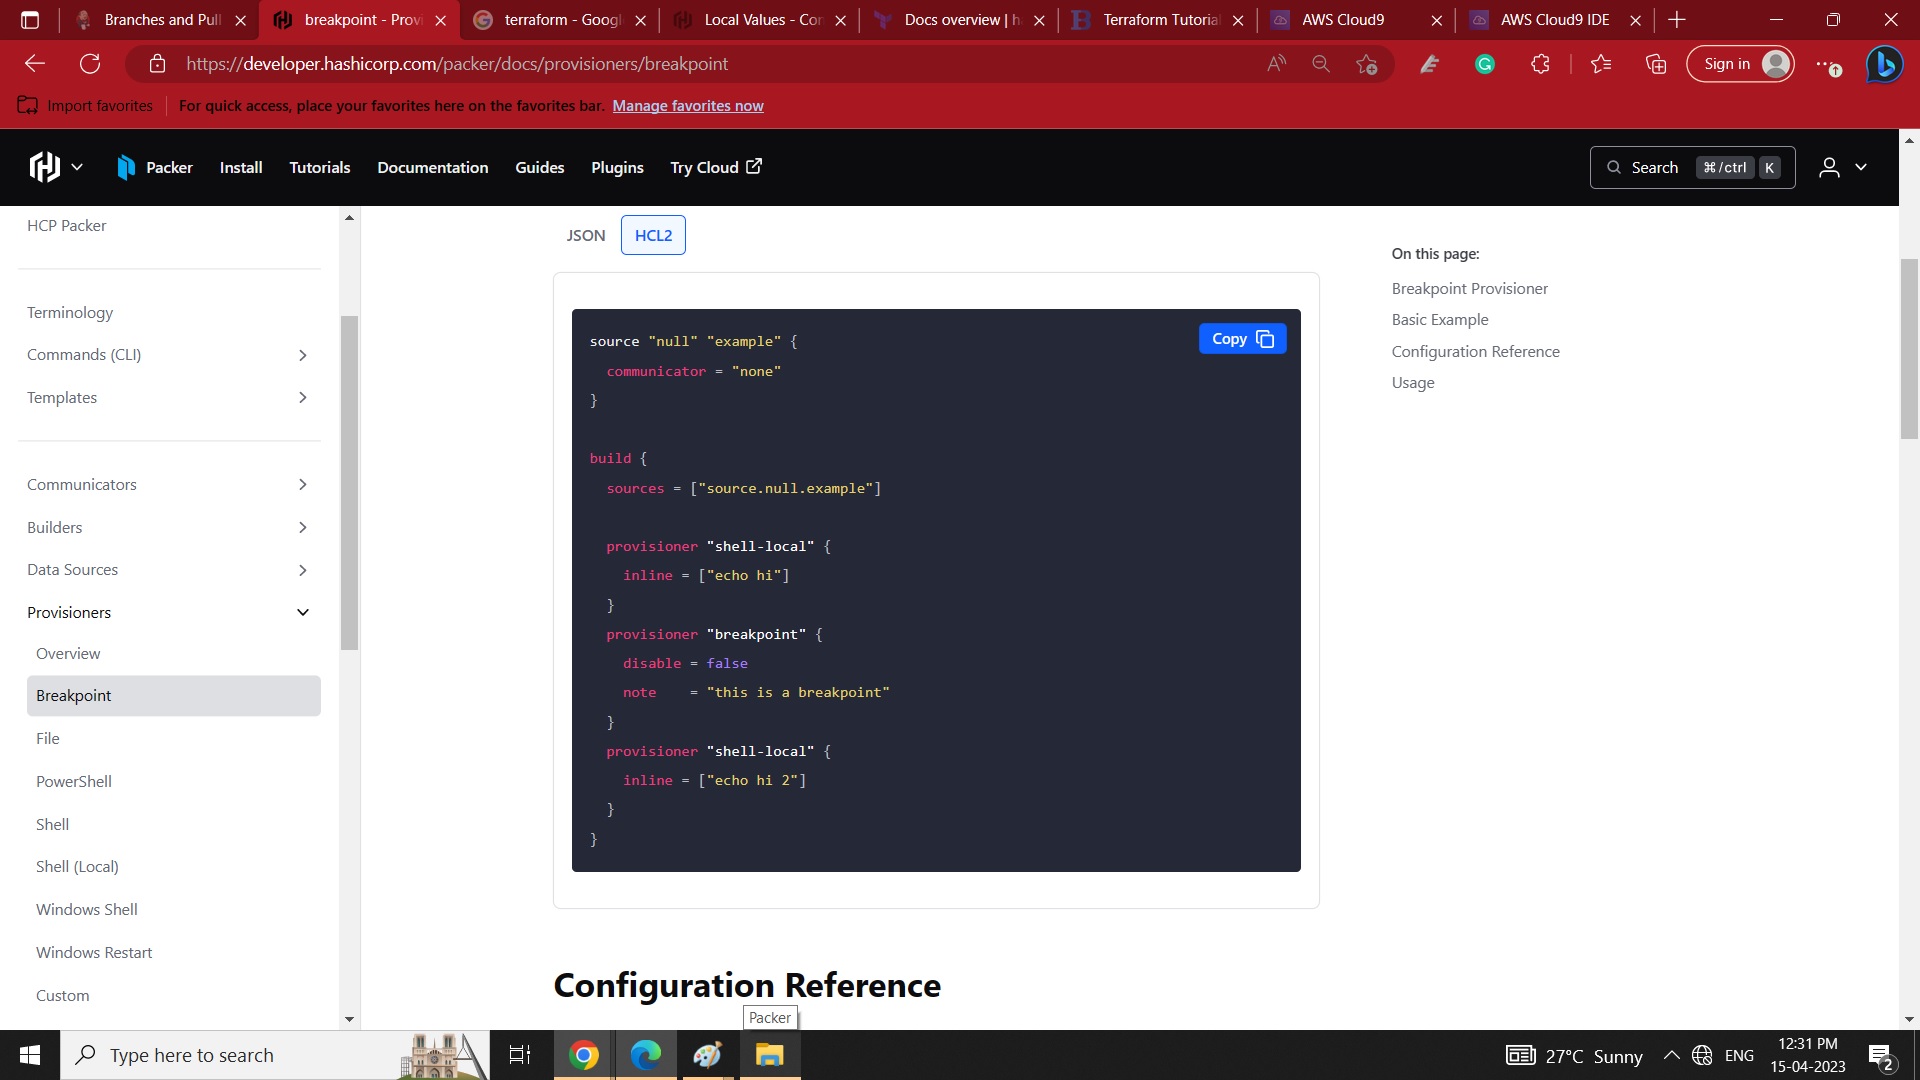 Branches and Pull
breakpoint - Provi
terraform - Googl
Local Values - Con
Docs overview | h
Terraform Tutorial
AWS Cloud9
AWS Cloud9 IDE
https://developer.hashicorp.com/packer/docs/provisioners/breakpoint
Sign in
Import favorites
For quick access, place your favorites here on the favorites bar. Manage favorites now
Packer
Install
Tutorials
Documentation
Guides
Plugins
Try Cloud
Search
⌘/ctrl
K
HCP Packer
Terminology
Commands (CLI)
Templates
Communicators
Builders
Data Sources
Provisioners
Overview
Breakpoint
File
PowerShell
Shell
Shell (Local)
Windows Shell
Windows Restart
Custom
JSON
HCL2
Copy
source "null" "example" {
communicator = "none"
}
build {
sources = ["source.null.example"]
provisioner "shell-local" {
inline = ["echo hi"]
}
provisioner "breakpoint" {
disable = false
note    = "this is a breakpoint"
}
provisioner "shell-local" {
inline = ["echo hi 2"]
}
}
Configuration Reference
On this page:
Breakpoint Provisioner
Basic Example
Configuration Reference
Usage
Packer
Type here to search
27°C Sunny
ENG
12:31 PM
15-04-2023
2